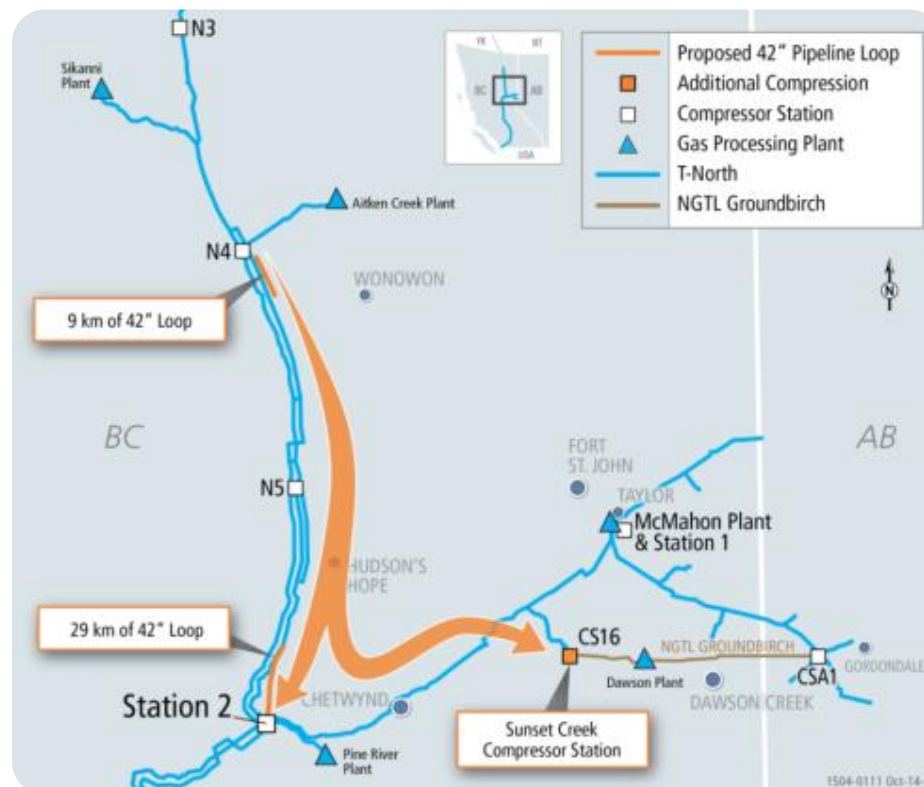 N3
Sikanni
Plant
YK
NT
BC
AB
USA
Proposed 42" Pipeline Loop
Additional Compression
Compressor Station
Gas Processing Plant
T-North
NGTL Groundbirch
Aitken Creek Plant
N4
WONOWON
N
9 km of 42" Loop
BC
AB
FORT
ST. JOHN
TAYLOR
N5
McMahon Plant
& Station 1
HUDSON'S
HOPE
29 km of 42" Loop
CS16
NGTL GROUNDBIRCH
GORDONDALE
CSA1
Dawson Plant
DAWSON CREEK
Station 2
CHETWYND
Sunset Creek
Compressor Station
Pine River
Plant
1504-0111 Oct-14-